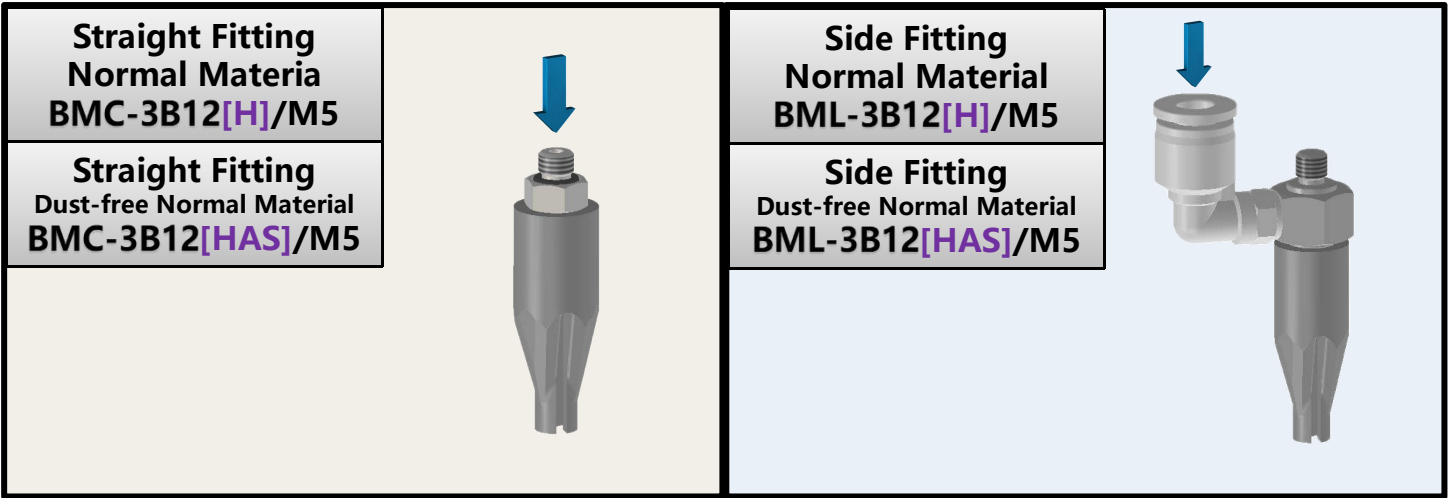 Straight Fitting
Normal Materia
BMC-3B12[H]/M5
Straight Fitting
Dust-free Normal Material
BMC-3B12[HAS]/M5
Side Fitting
Normal Material
BML-3B12[H]/M5
Side Fitting
Dust-free Normal Material
BML-3B12[HAS]/M5